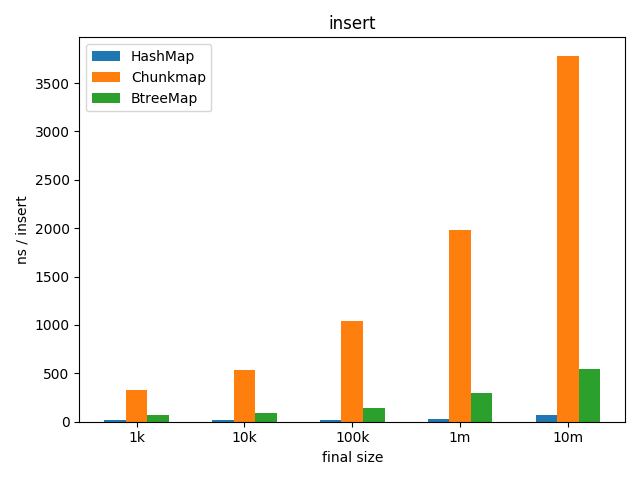 insert
HashMap
Chunkmap
BtreeMap
ns / insert
3500
3000
2500
2000
1500
1000
500
0
1k 10k 100k 1m 10m
final size